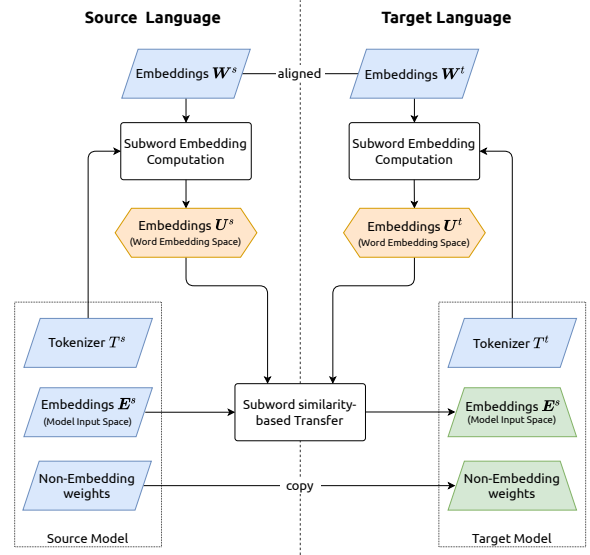 Source Language
Target Language
Embeddings W^s
aligned
Embeddings W^t
Subword Embedding
Computation
Subword Embedding
Computation
Embeddings U^s
(Word Embedding Space)
Embeddings U^t
(Word Embedding Space)
Tokenizer T^s
Tokenizer T^t
Embeddings E^s
(Model Input Space)
Subword similarity-
based Transfer
Embeddings E^s
(Model Input Space)
Non-Embedding
weights
copy
Non-Embedding
weights
Source Model
Target Model